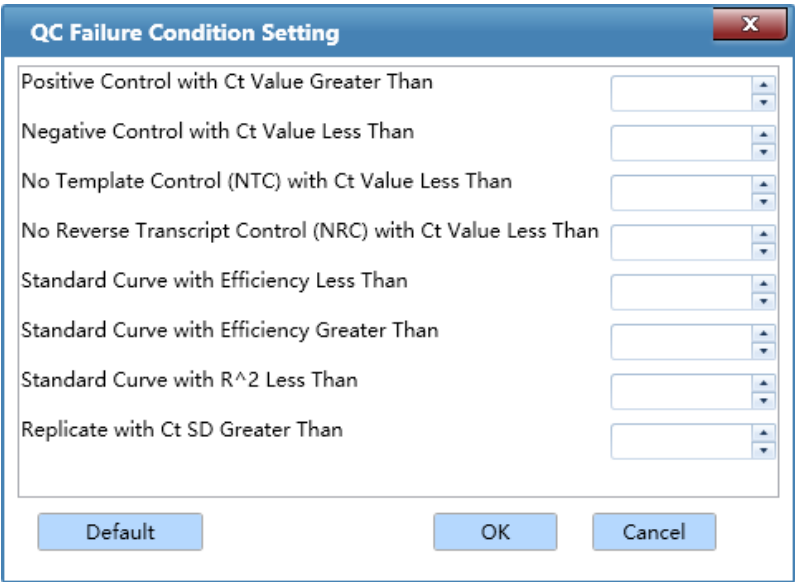 QC Failure Condition Setting
x
Positive Control with Ct Value Greater Than
Negative Control with Ct Value Less Than
No Template Control (NTC) with Ct Value Less Than
No Reverse Transcript Control (NRC) with Ct Value Less Than
Standard Curve with Efficiency Less Than
Standard Curve with Efficiency Greater Than
Standard Curve with R^2 Less Than
Replicate with Ct SD Greater Than
Default OK Cancel